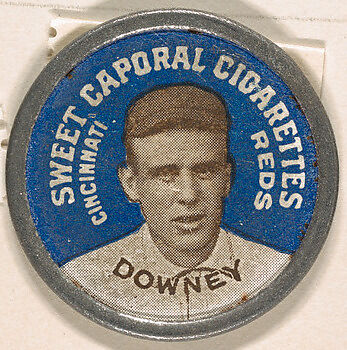 SWEET CAPORAL CIGARETTES
CINCINNATI REDS
DOWNEY